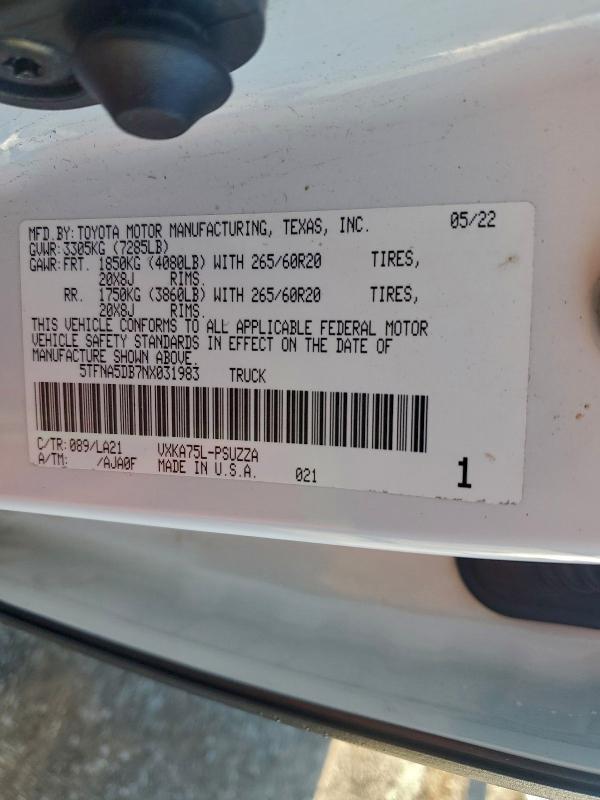 MFD.BY:TOYOTA MOTOR MANUFACTURING, TEXAS, INC. 05/22
GVWR:3305KG (7285LB)
GAWR:FRT. 1850KG (4080LB) WITH 265/60R20 TIRES,
20X8J RIMS.
RR. 1750KG (3860LB) WITH 265/60R20 TIRES,
20X8J RIMS.
THIS VEHICLE CONFORMS TO ALL APPLICABLE FEDERAL MOTOR
VEHICLE SAFETY STANDARDS IN EFFECT ON THE DATE OF
MANUFACTURE SHOWN ABOVE.
5TFNA5DB7NX031983 TRUCK
C/TR:089/LA21 VXKA75L-PSUZZA
A/TM: /AJA0F MADE IN U.S.A. 021 1